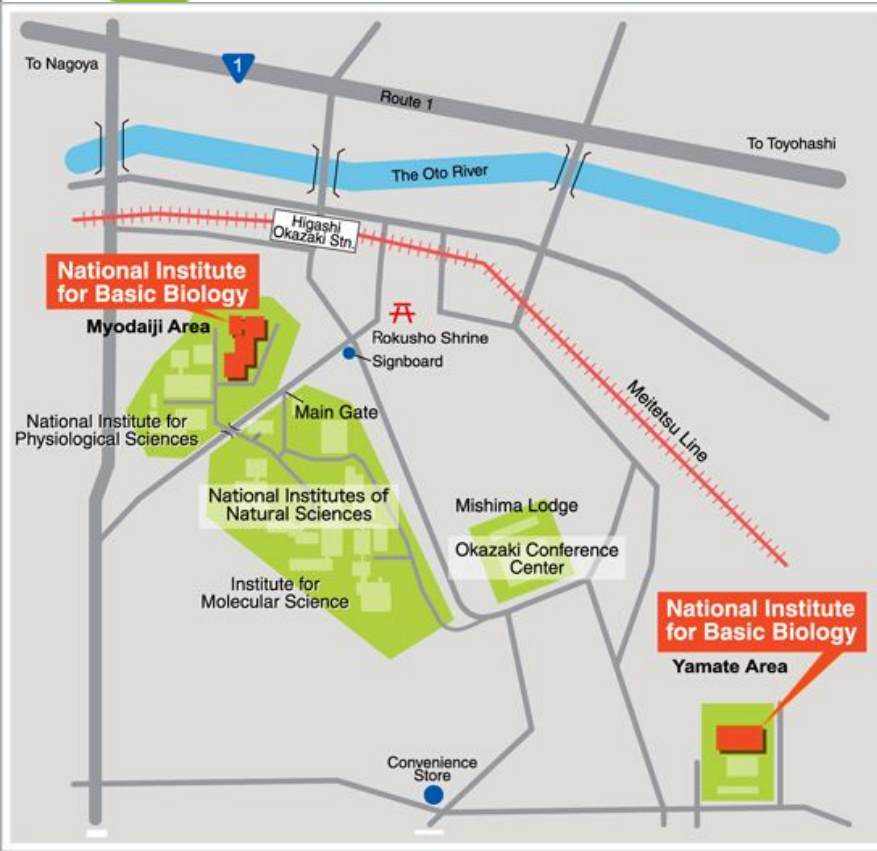 To Nagoya
1
Route 1
To Toyohashi
The Oto River
Higashi
Okazaki Stn.
National Institute
for Basic Biology
Myodaiji Area
Rokusho Shrine
Signboard
Main Gate
National Institute for
Physiological Sciences
Meitetsu Line
National Institutes of
Natural Sciences
Mishima Lodge
Okazaki Conference
Center
Institute for
Molecular Science
National Institute
for Basic Biology
Yamate Area
Convenience
Store